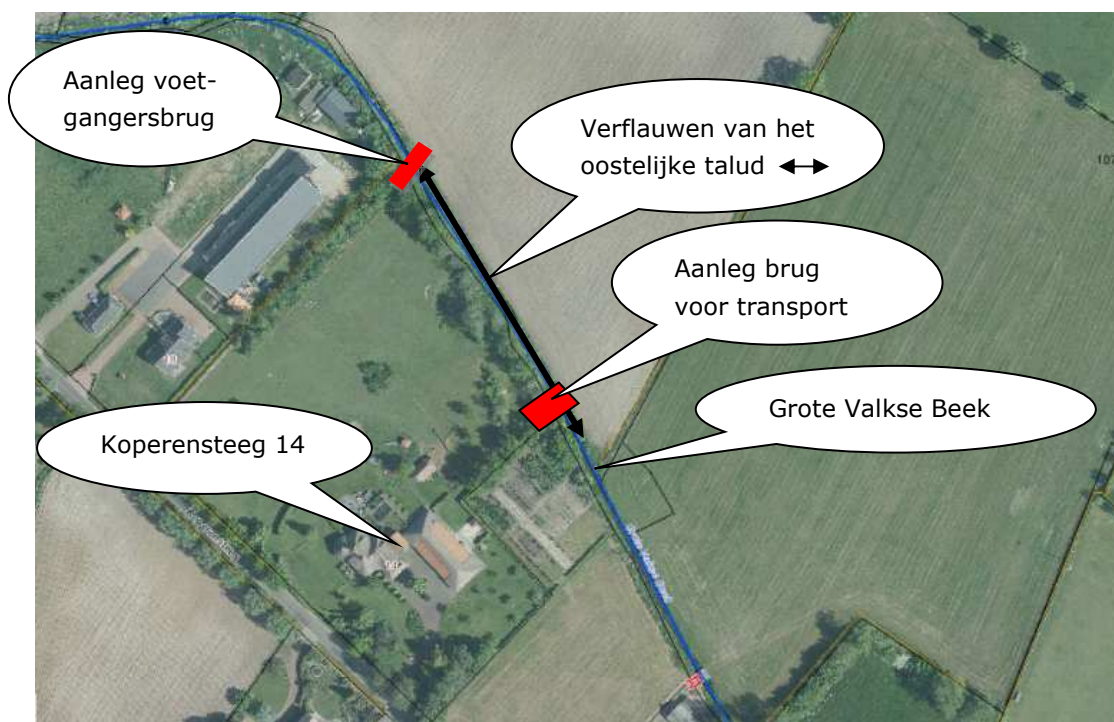 Aanleg voet-
gangersbrug
Verflauwen van het
oostelijke talud
Aanleg brug
voor transport
Grote Valkse Beek
Koperensteeg 14